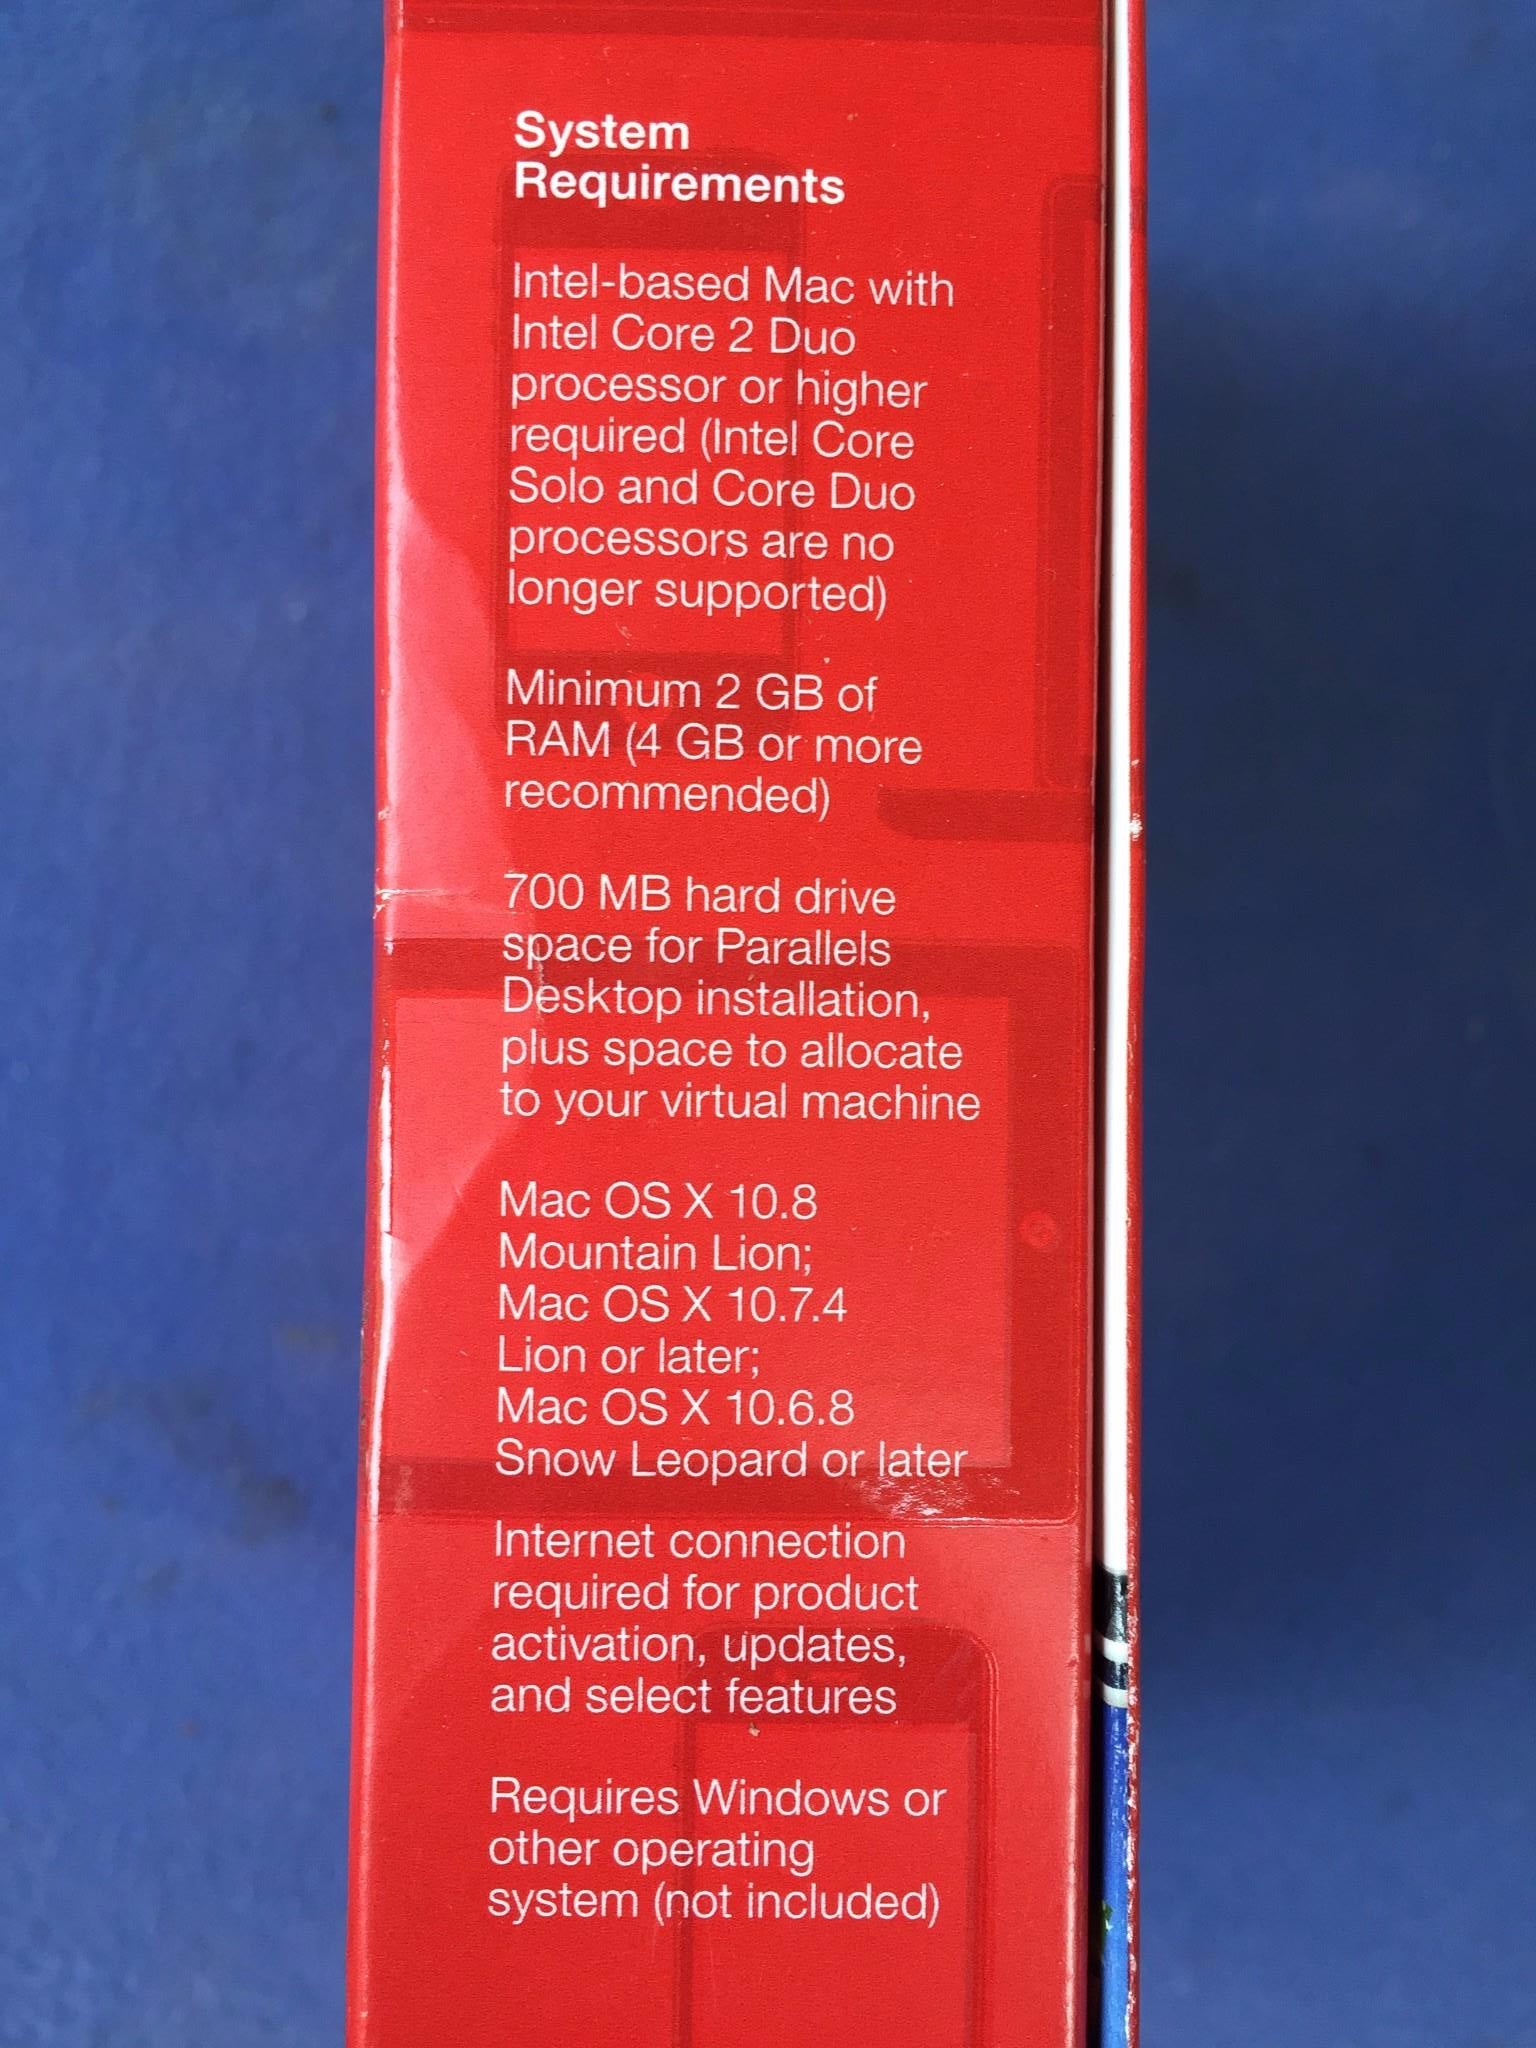 System
Requirements
Intel-based Mac with
Intel Core 2 Duo
processor or higher
required (Intel Core
Solo and Core Duo
processors are no
longer supported)
Minimum 2 GB of
RAM (4 GB or more
recommended)
700 MB hard drive
space for Parallels
Desktop installation,
plus space to allocate
to your virtual machine
Mac OS X 10.8
Mountain Lion;
Mac OS X 10.7.4
Lion or later;
Mac OS X 10.6.8
Snow Leopard or later
Internet connection
required for product
activation, updates,
and select features
Requires Windows or
other operating
system (not included)